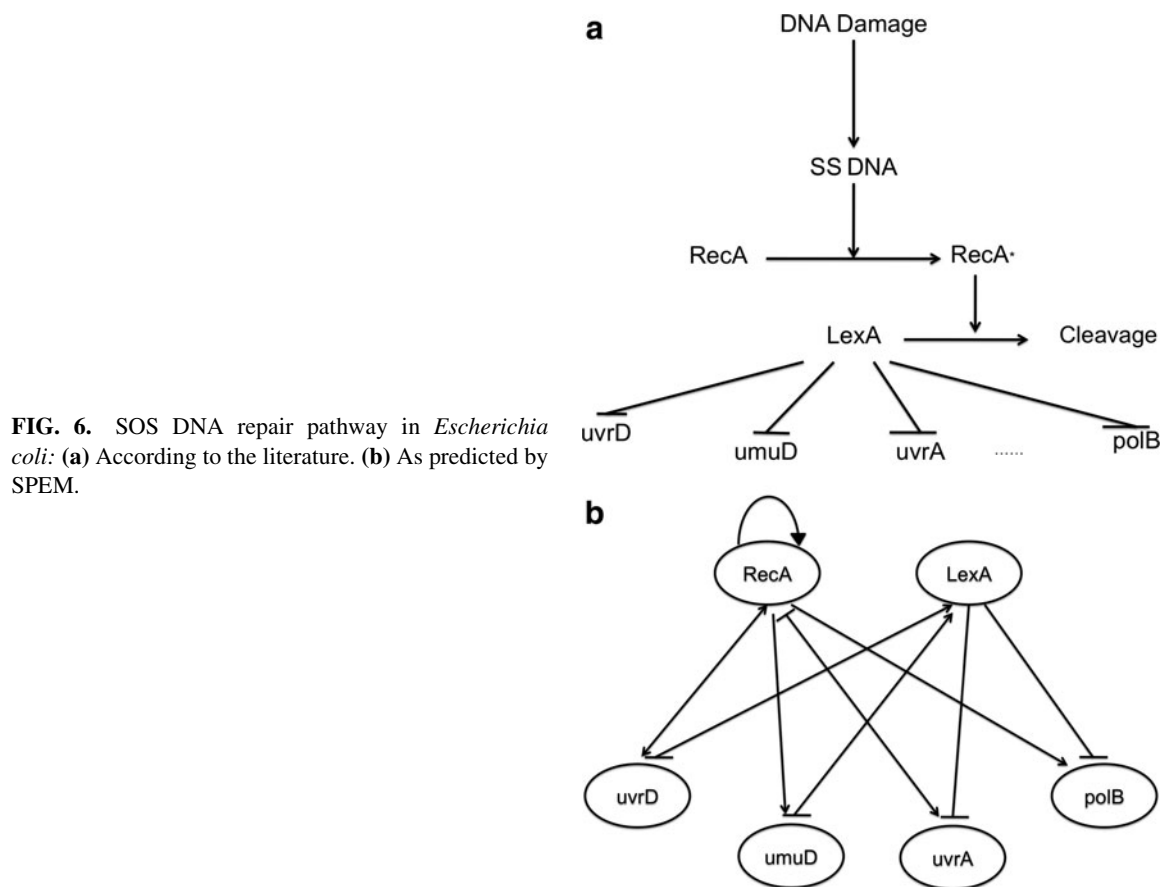 FIG. 6. SOS DNA repair pathway in Escherichia
coli: (a) According to the literature. (b) As predicted by
SPEM.
a
DNA Damage
SS DNA
RecA
RecA*
LexA
Cleavage
uvrD
umuD
uvrA
......
polB
b
RecA
LexA
uvrD
umuD
uvrA
polB